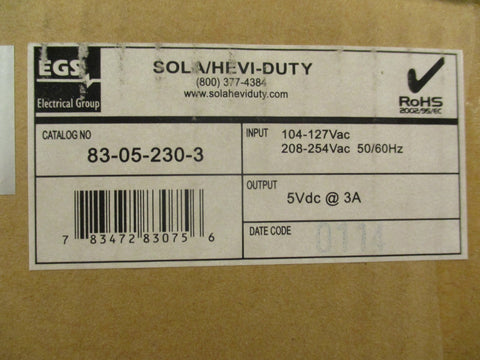 EGS
Electrical Group
SOLA/HEVI-DUTY
(800) 377-4384
www.solaheviduty.com
RoHS
2002/95/EC
CATALOG NO
83-05-230-3
INPUT 104-127Vac
208-254Vac 50/60Hz
OUTPUT
5Vdc @ 3A
7 83472 83075 6
DATE CODE 0114